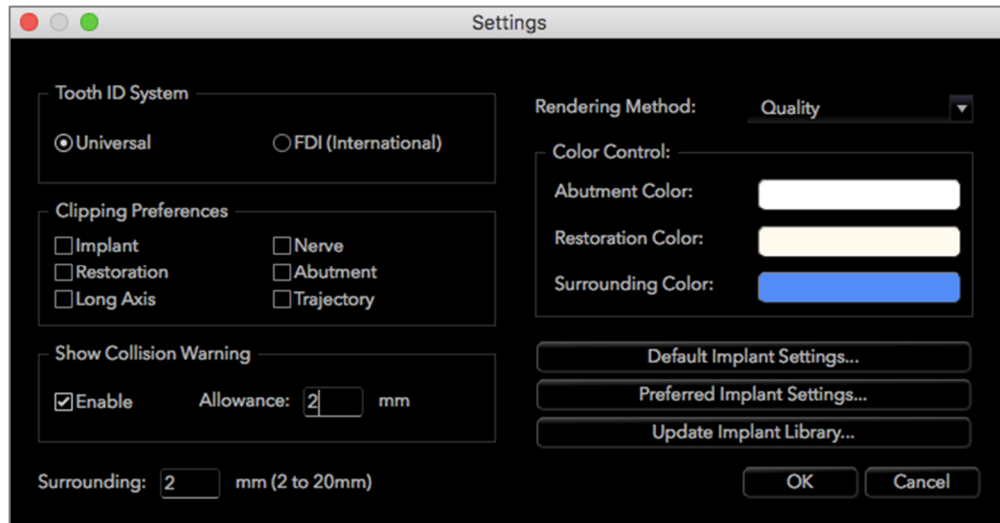 Settings
Tooth ID System
Universal
FDI (International)
Clipping Preferences
Implant
Nerve
Restoration
Abutment
Long Axis
Trajectory
Show Collision Warning
Enable
Allowance: 2 mm
Surrounding: 2 mm (2 to 20mm)
Rendering Method: Quality
Color Control:
Abutment Color:
Restoration Color:
Surrounding Color:
Default Implant Settings...
Preferred Implant Settings...
Update Implant Library...
OK
Cancel